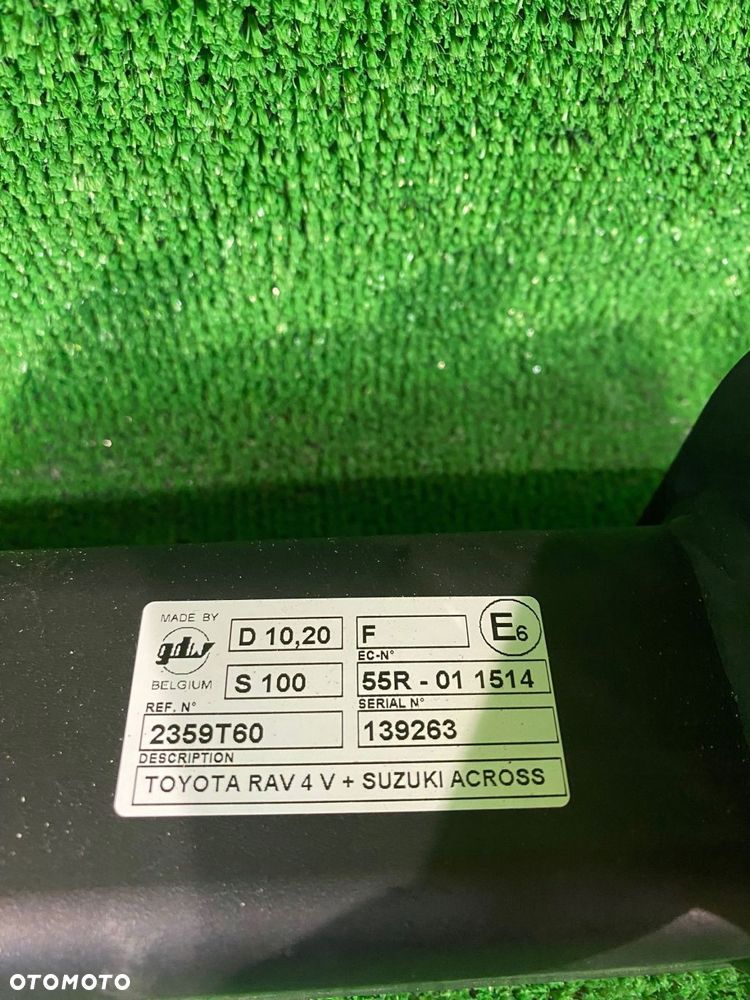 MADE BY
gdw
BELGIUM
D 10,20
F
E6
S 100
EC-N°
55R - 01 1514
REF. N°
2359T60
SERIAL N°
139263
DESCRIPTION
TOYOTA RAV 4 V + SUZUKI ACROSS
OTOMOTO